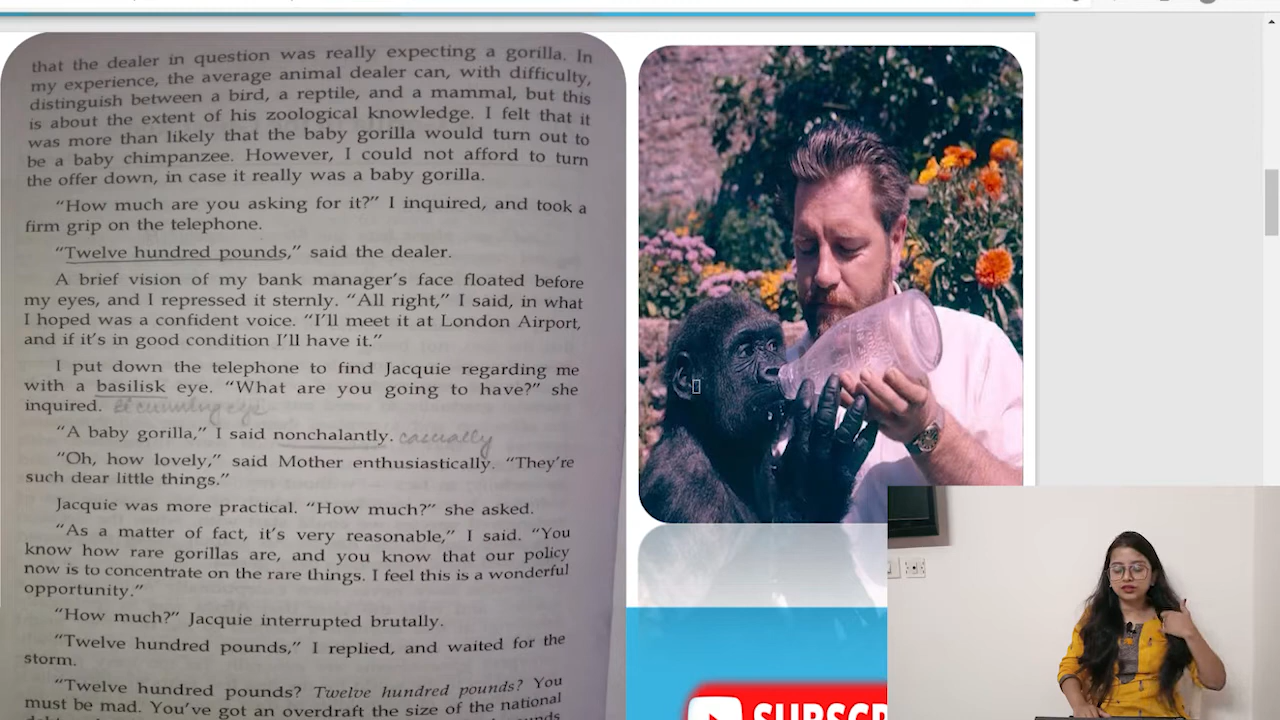 that the dealer in question was really expecting a gorilla. In
my experience, the average animal dealer can, with difficulty,
distinguish between a bird, a reptile, and a mammal, but this
is about the extent of his zoological knowledge. I felt that it
was more than likely that the baby gorilla would turn out to
be a baby chimpanzee. However, I could not afford to turn
the offer down, in case it really was a baby gorilla.
"How much are you asking for it?" I inquired, and took a
firm grip on the telephone.
"Twelve hundred pounds," said the dealer.
A brief vision of my bank manager's face floated before
my eyes, and I repressed it sternly. "All right," I said, in what
I hoped was a confident voice. "I'll meet it at London Airport,
and if it's in good condition I'll have it."
I put down the telephone to find Jacquie regarding me
with a basilisk eye. "What are you going to have?" she
inquired.
"A baby gorilla," I said nonchalantly. casually
"Oh, how lovely," said Mother enthusiastically. "They're
such dear little things."
Jacquie was more practical. "How much?" she asked.
"As a matter of fact, it's very reasonable," I said. "You
know how rare gorillas are, and you know that our policy
now is to concentrate on the rare things. I feel this is a wonderful
opportunity."
"How much?" Jacquie interrupted brutally.
"Twelve hundred pounds," I replied, and waited for the
storm.
"Twelve hundred pounds? Twelve hundred pounds? You
must be mad. You've got an overdraft the size of the national
SUBSCR